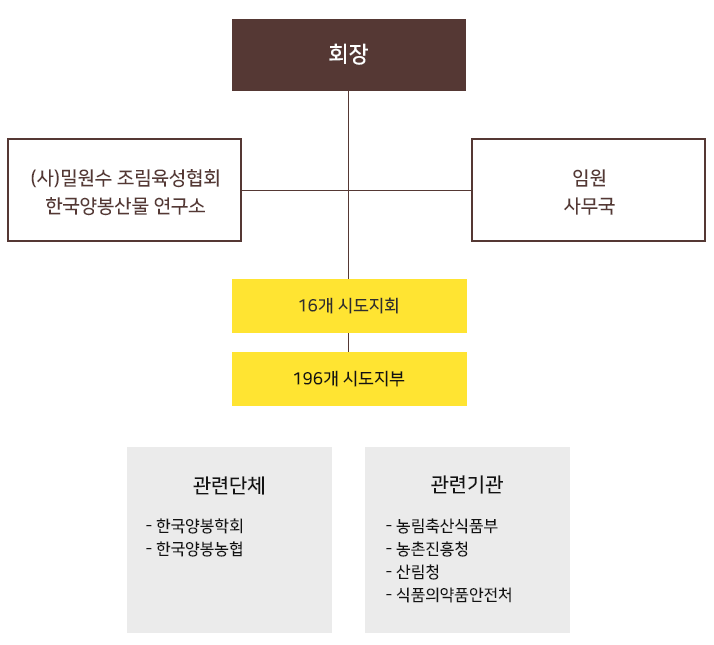 회장
(사)밀원수 조림육성협회
한국양봉산물 연구소
임원
사무국
16개 시도지회
196개 시도지부
관련단체
- 한국양봉학회
- 한국양봉농협
관련기관
- 농림축산식품부
- 농촌진흥청
- 산림청
- 식품의약품안전처